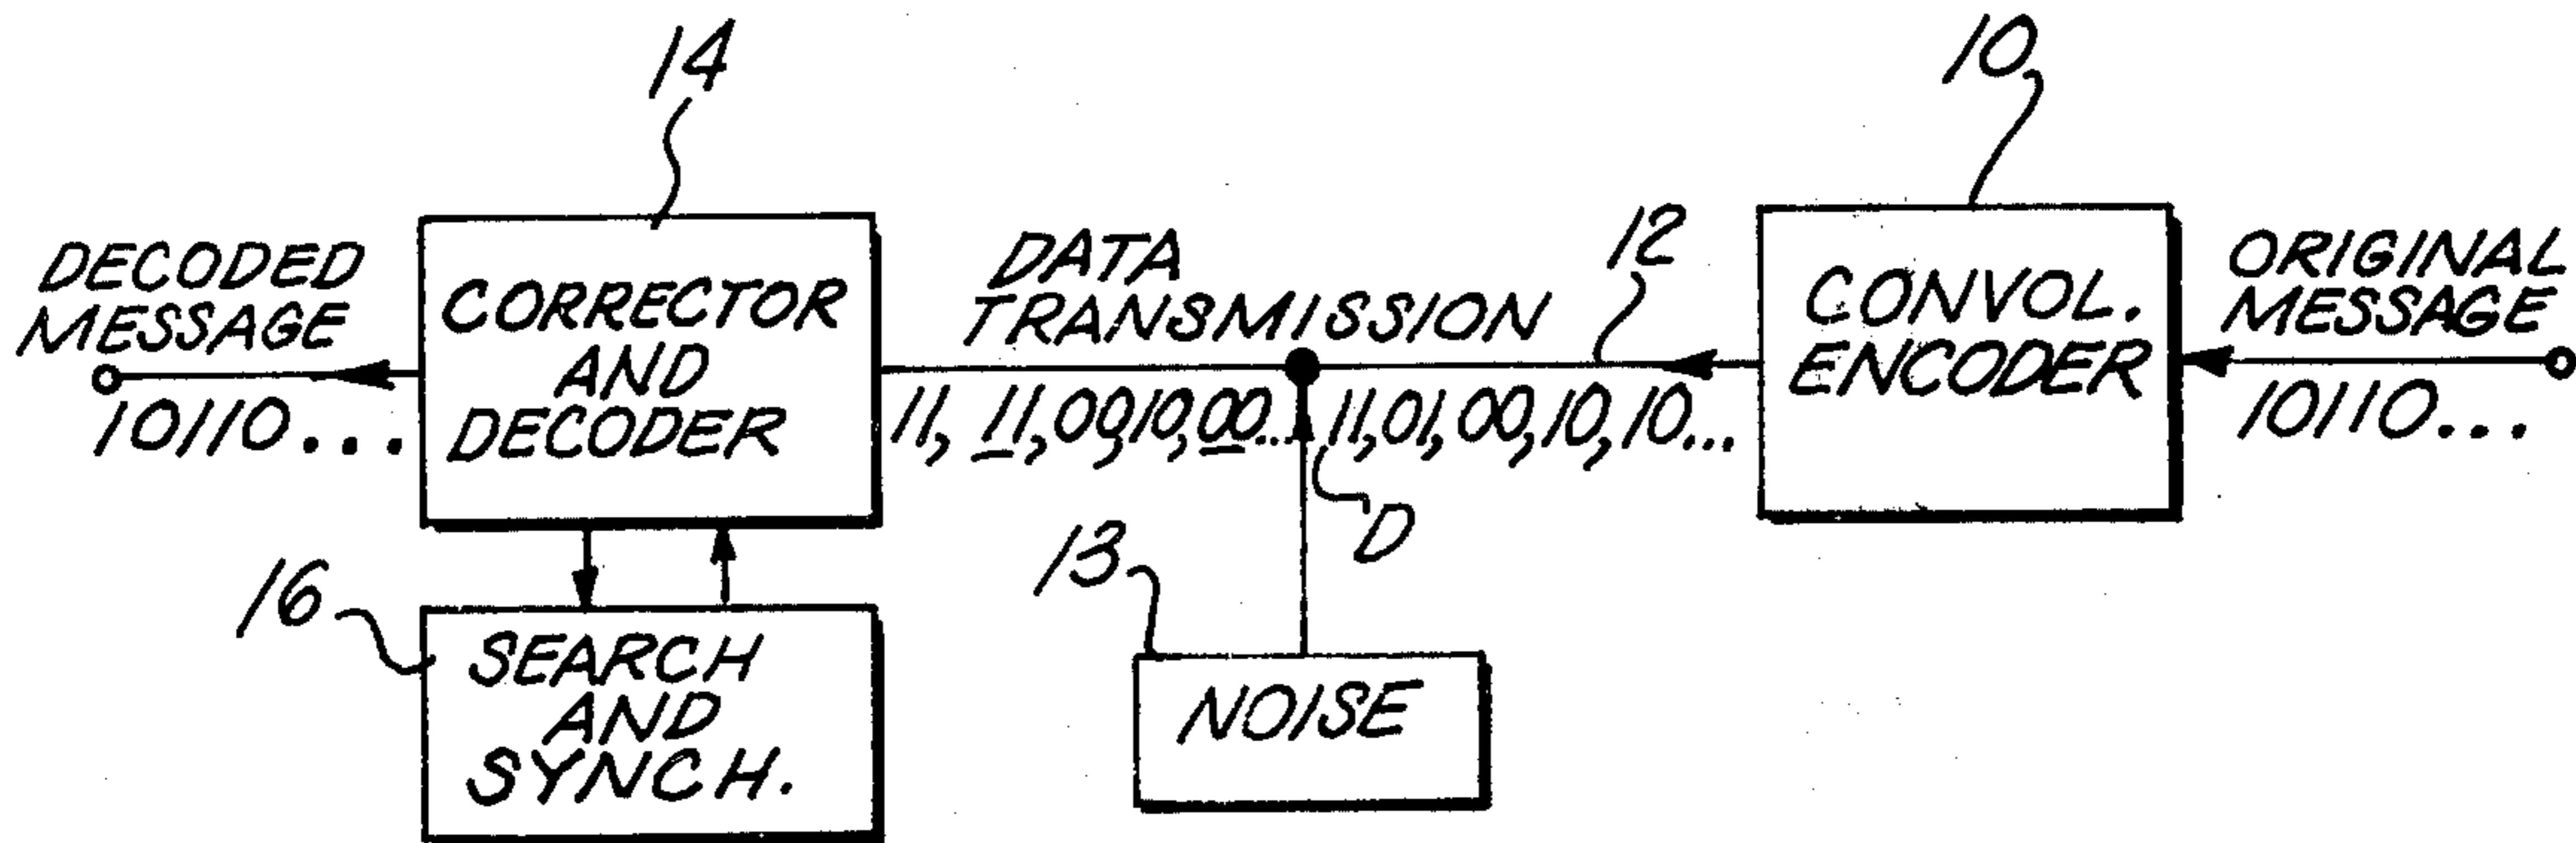 14
10
DECODED
MESSAGE
10110...
CORRECTOR
AND
DECODER
DATA
TRANSMISSION
12
11, 11, 00, 10, 00...
11, 01, 00, 10, 10...
D
CONVOL.
ENCODER
ORIGINAL
MESSAGE
10110...
16
SEARCH
AND
SYNCH.
13
NOISE